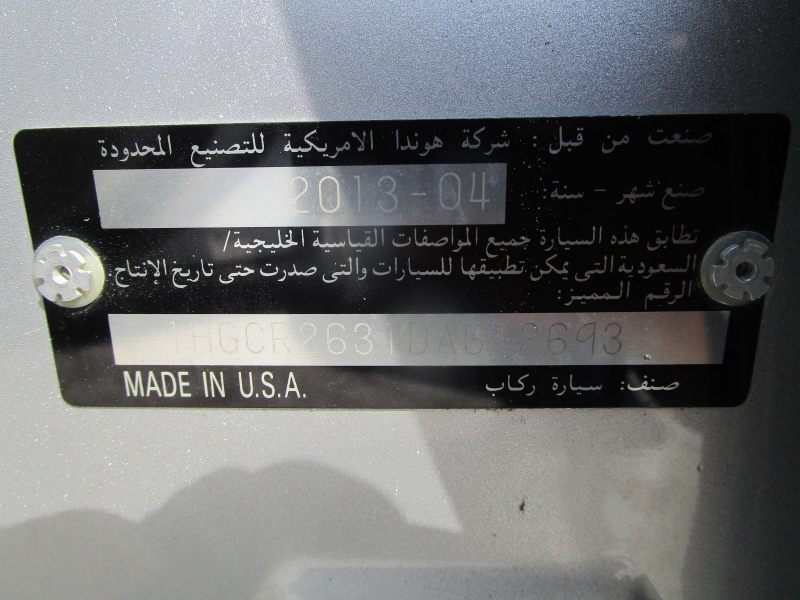 صنعت من قبل : شركة هوندا الامريكية للتصنيع المحدودة
صنع شهر - سنة: 2013-04
تطابق هذه السيارة جميع المواصفات القياسية الخليجية/
السعودية التى يمكن تطبيقها للسيارات والتى صدرت حتى تاريخ الإنتاج.
الرقم المميز:
صنف: سيارة ركاب
MADE IN U.S.A.